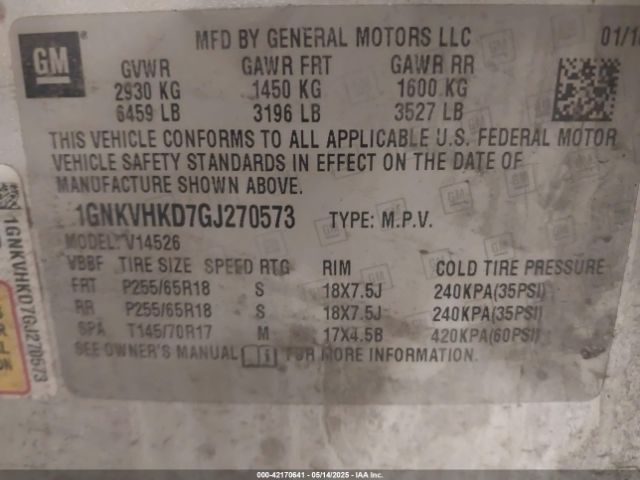 GM
MFD BY GENERAL MOTORS LLC
01/1
GVWR GAWR FRT GAWR RR
2930 KG 1450 KG 1600 KG
6459 LB 3196 LB 3527 LB
THIS VEHICLE CONFORMS TO ALL APPLICABLE U.S. FEDERAL MOTOR
VEHICLE SAFETY STANDARDS IN EFFECT ON THE DATE OF
MANUFACTURE SHOWN ABOVE.
1GNKVHKD7GJ270573 TYPE: M.P.V.
MODEL: V14526
VBBF TIRE SIZE SPEED RTG RIM COLD TIRE PRESSURE
FRT P255/65R18 S 18X7.5J 240KPA(35PSI)
RR P255/65R18 S 18X7.5J 240KPA(35PSI)
SPA T145/70R17 M 17X4.5B 420KPA(60PSI)
SEE OWNER'S MANUAL FOR MORE INFORMATION.
1GNKVHKD7GJ270573
000-42170641 - 05/14/2025 - IAA Inc.